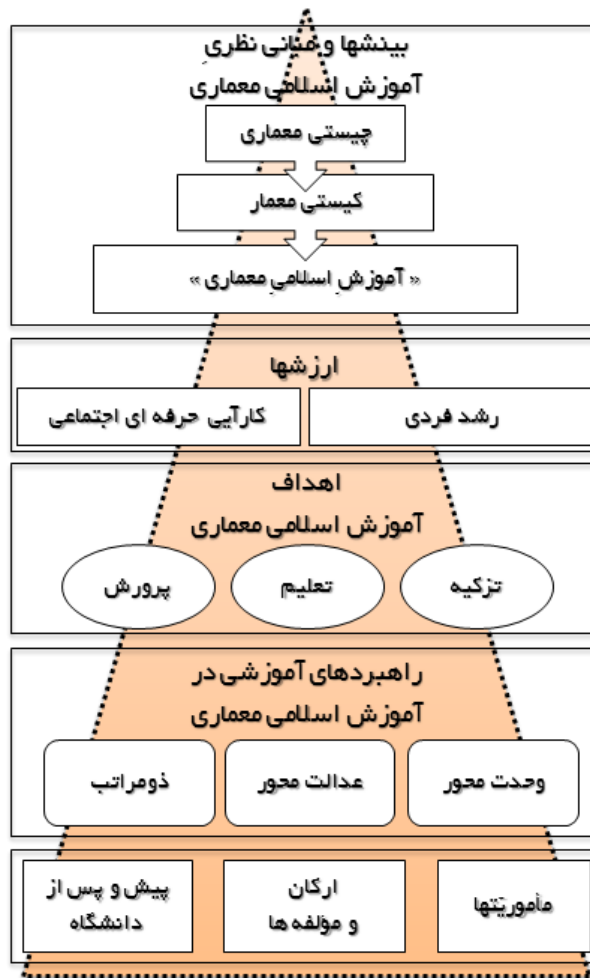 بینشها و مبانی نظریِ
آموزش اسلامی معماری
چیستی معماری
کیستی معمار
« آموزشِ اسلامیِ معماری »
ارزشها
رشد فردی
کارآیی حرفه ای اجتماعی
اهداف
آموزش اسلامی معماری
تزکیه
تعلیم
پرورش
راهبردهای آموزشی در
آموزش اسلامی معماری
وحدت محور
عدالت محور
ذومراتب
مأموریّتها
ارکان
و مؤلفه ها
پیش و پس از
دانشگاه